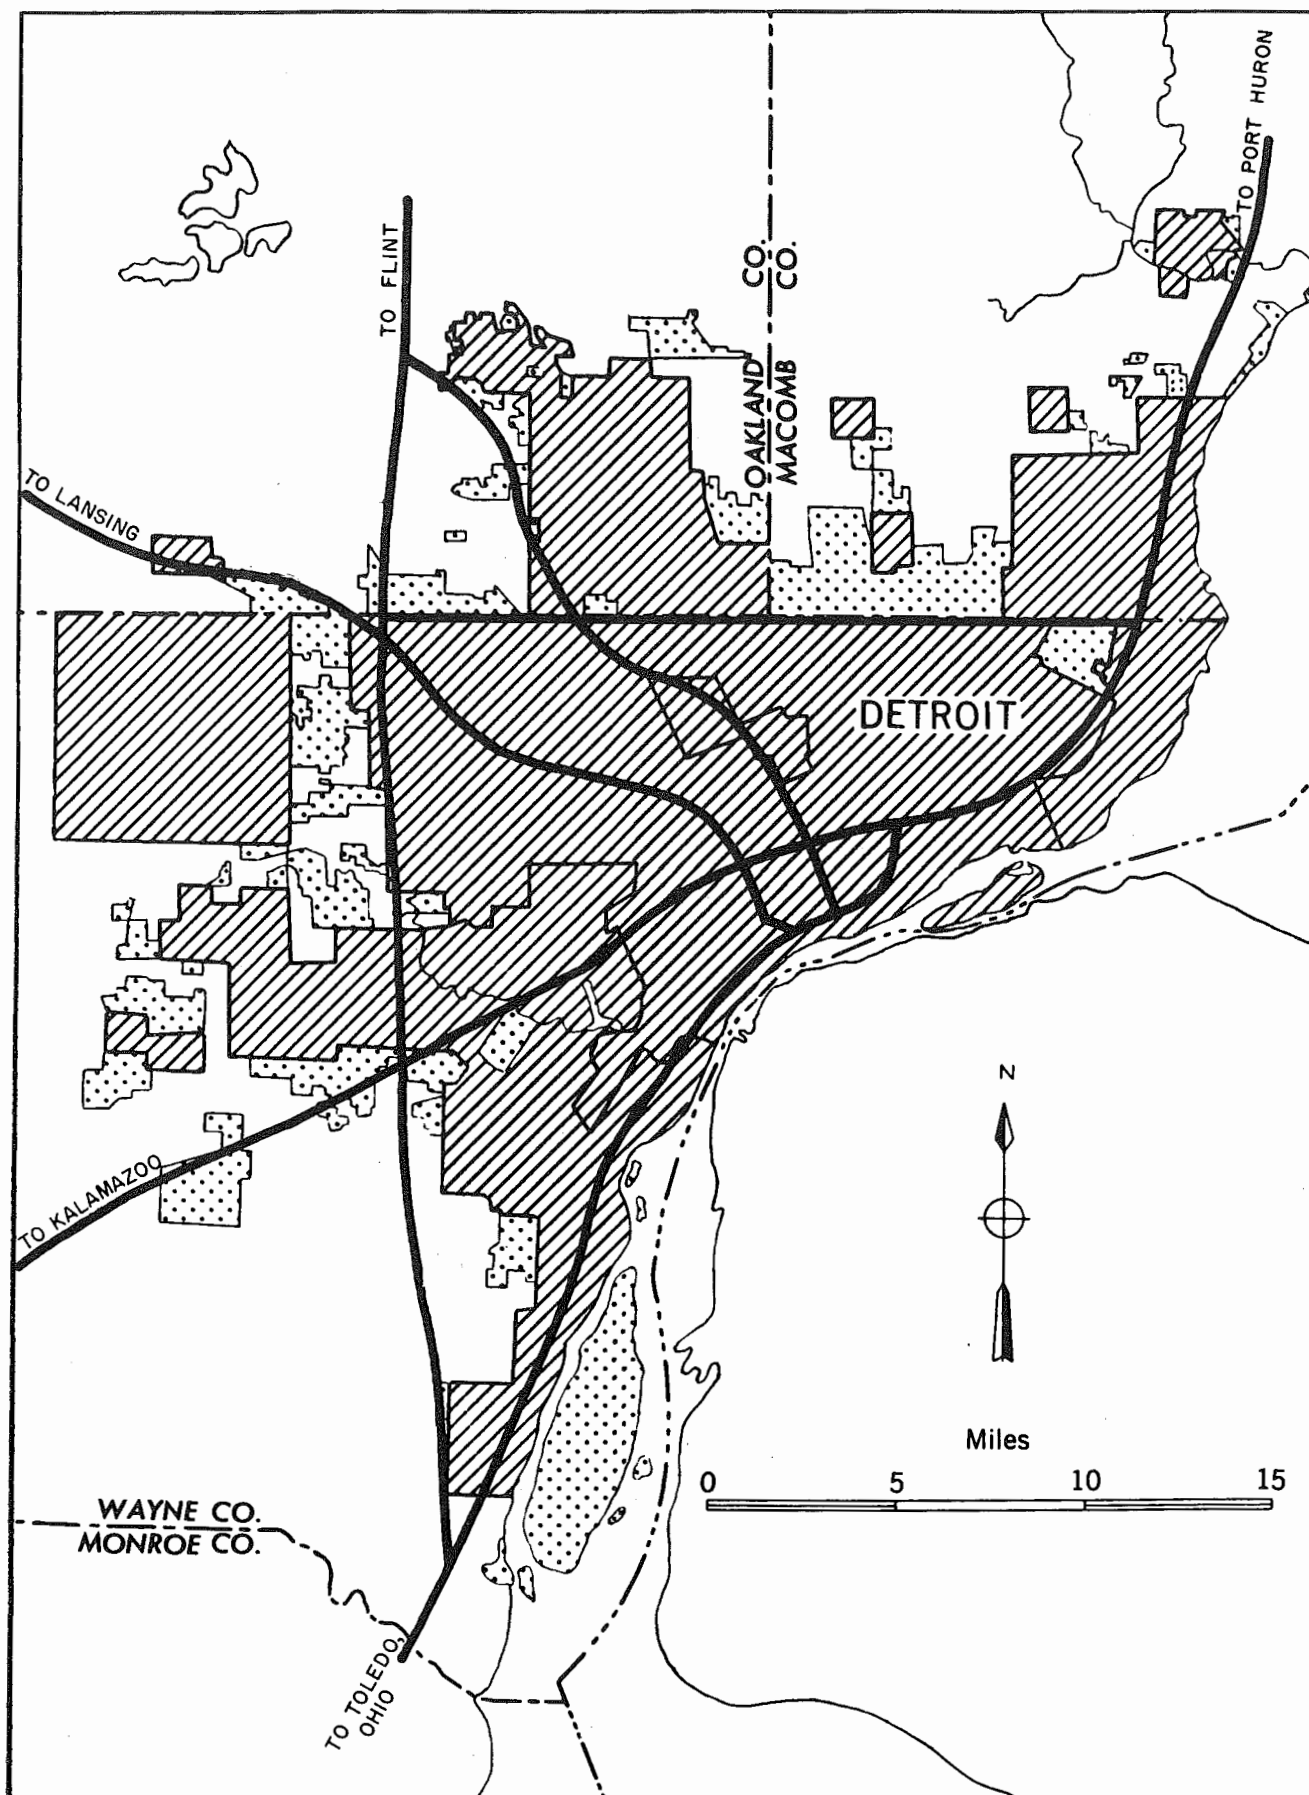 TO PORT HURON
TO FLINT
OAKLAND CO.
MACOMB CO.
TO LANSING
DETROIT
TO KALAMAZOO
N
Miles
0 5 10 15
WAYNE CO.
MONROE CO.
TO TOLEDO,
OHIO